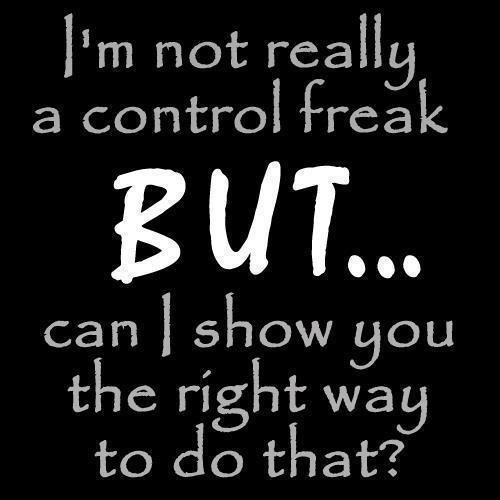 I'm not really
a control freak
BUT...
can I show you
the right way
to do that?